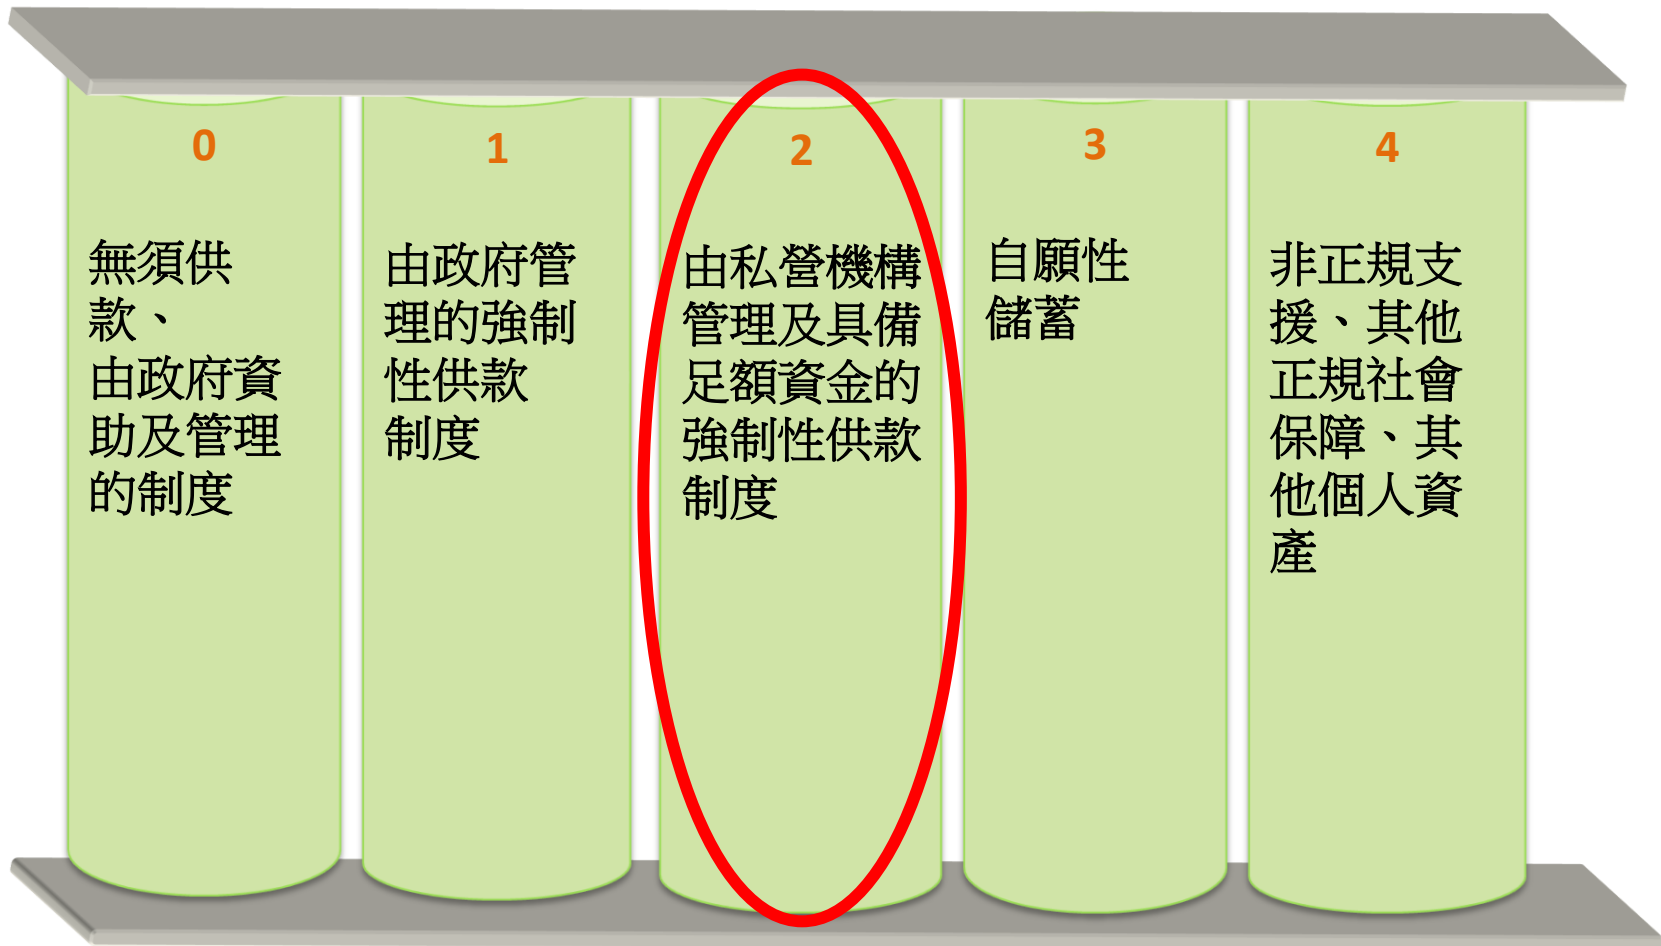 0
無須供
款、
由政府資
助及管理
的制度
1
由政府管
理的強制
性供款
制度
2
由私營機構
管理及具備
足額資金的
強制性供款
制度
3
自願性
儲蓄
4
非正規支
援、其他
正規社會
保障、其
他個人資
產